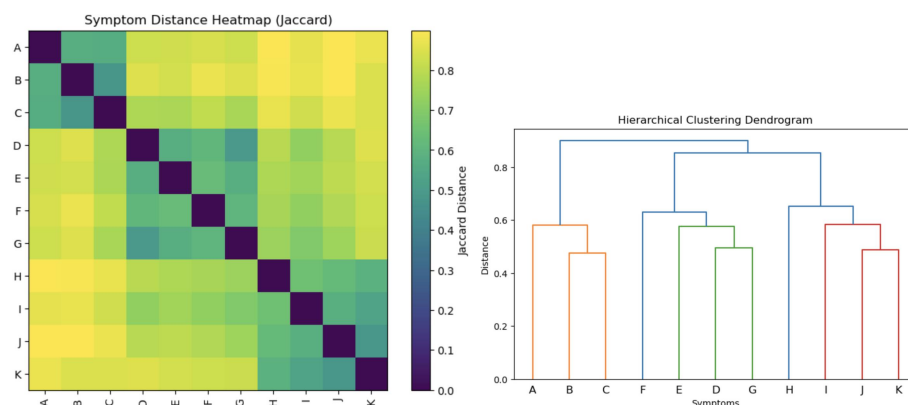 Symptom Distance Heatmap (Jaccard)
A
B
C
D
E
F
G
H
I
J
K
A B C D E F G H I J K
0.8
0.7
0.6
0.5
0.4
0.3
0.2
0.1
0.0
Jaccard Distance
Hierarchical Clustering Dendrogram
0.8
0.6
0.4
0.2
0.0
Distance
A B C F E D G H I J K
Symptoms